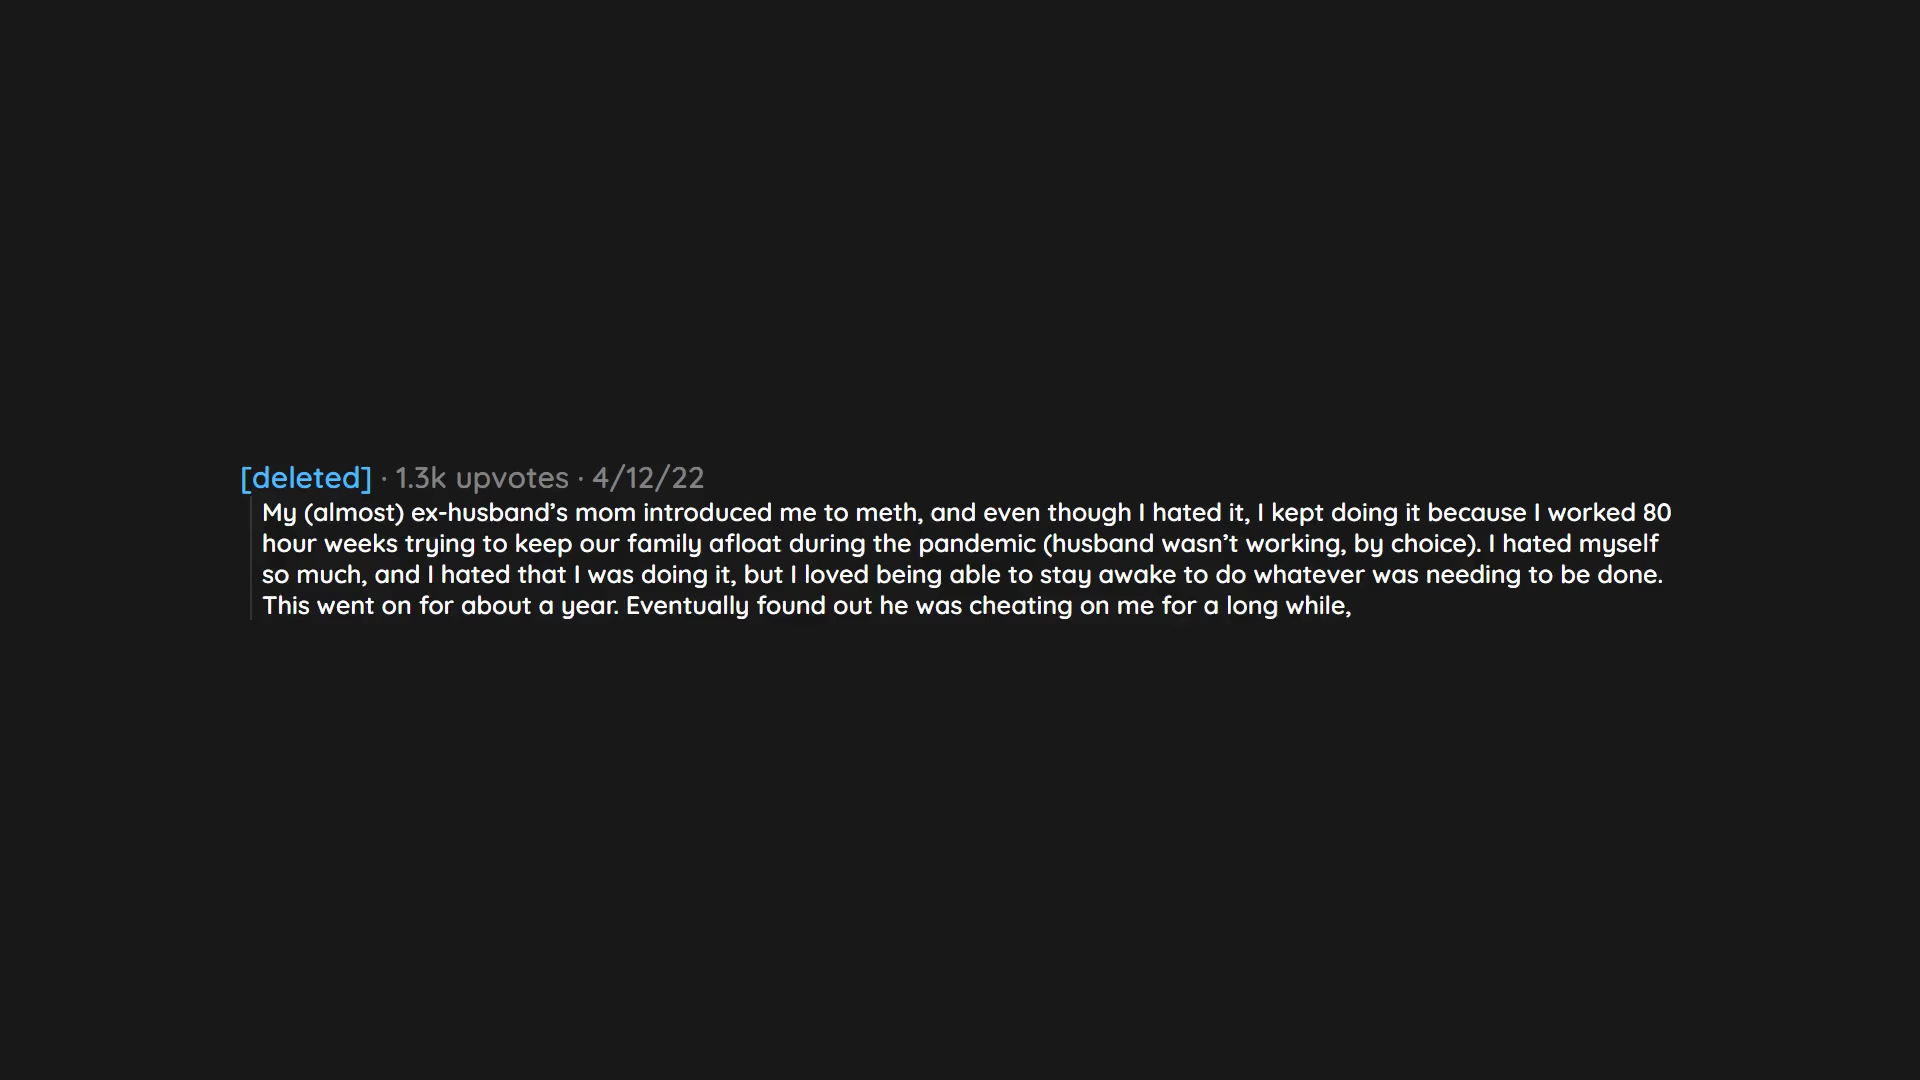 [deleted] · 1.3k upvotes · 4/12/22
My (almost) ex-husband’s mom introduced me to meth, and even though I hated it, I kept doing it because I worked 80
hour weeks trying to keep our family afloat during the pandemic (husband wasn’t working, by choice). I hated myself
so much, and I hated that I was doing it, but I loved being able to stay awake to do whatever was needing to be done.
This went on for about a year. Eventually found out he was cheating on me for a long while,